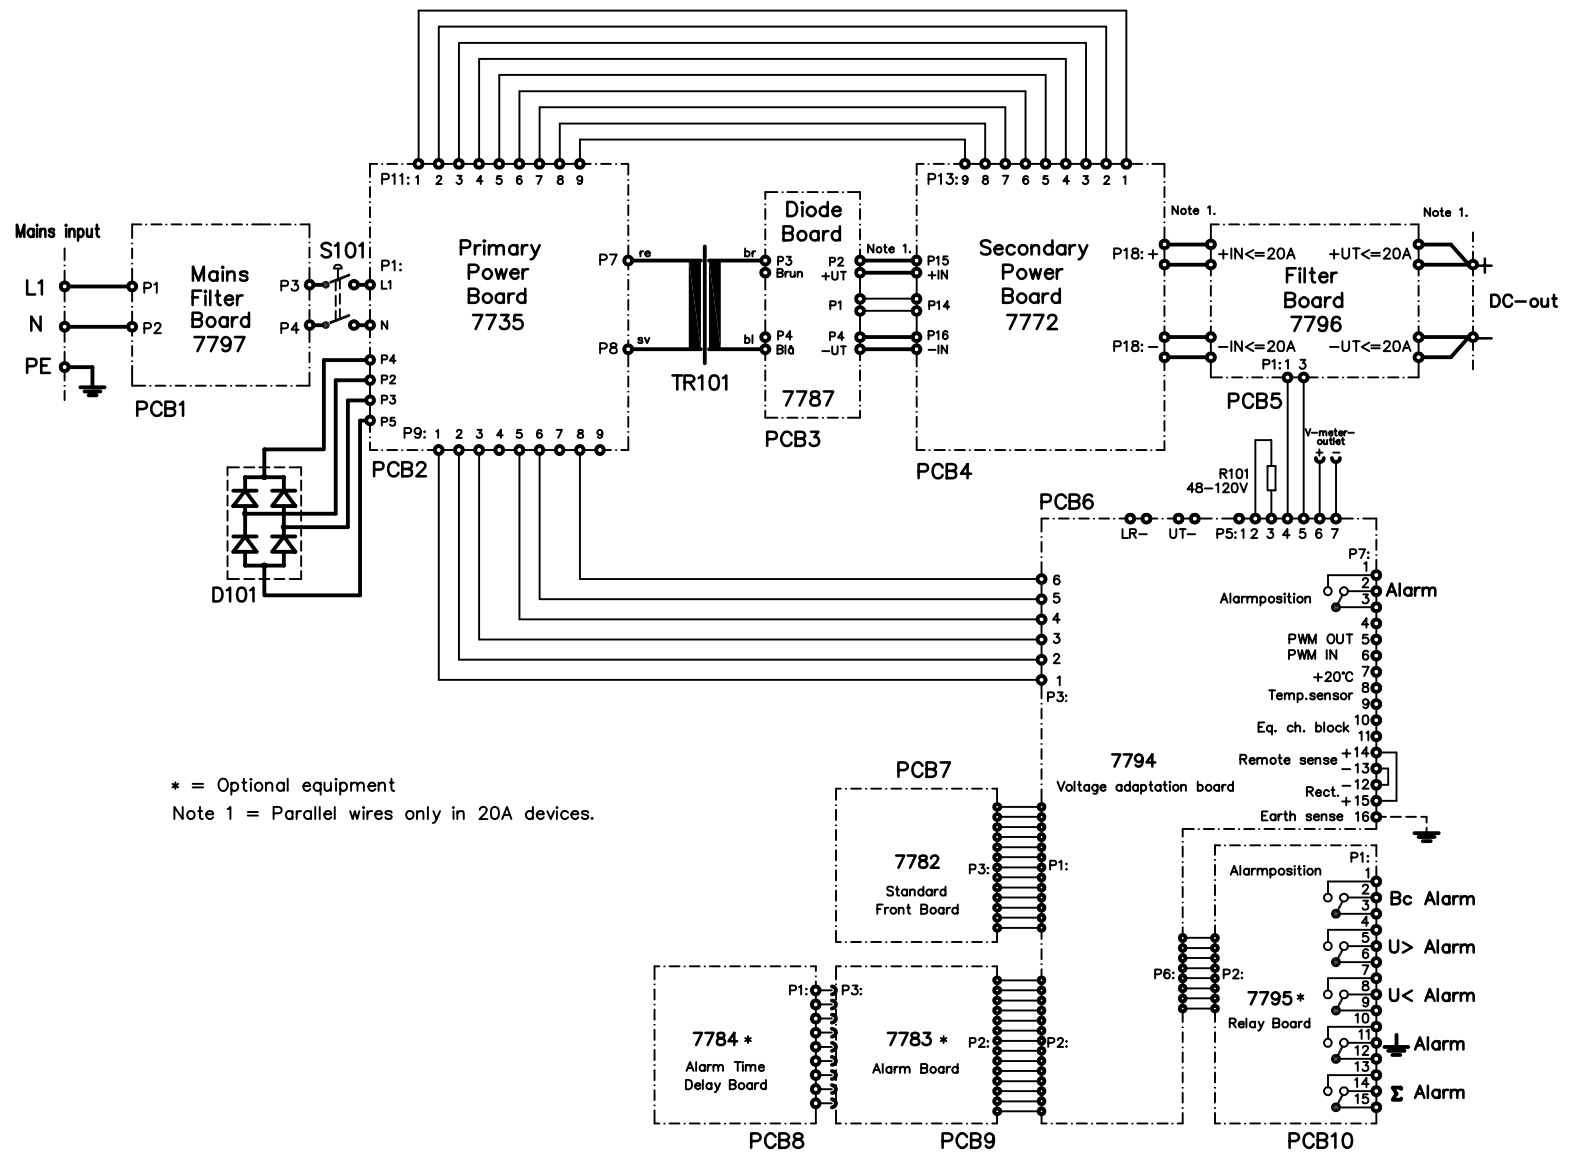 P11: 1 2 3 4 5 6 7 8 9
P13: 9 8 7 6 5 4 3 2 1
Mains input
L1
N
PE
P1
P2
Mains
Filter
Board
7797
P3
P4
PCB1
S101
P1:
L1
N
P4
P2
P3
P5
Primary
Power
Board
7735
P7
P8
P9: 1 2 3 4 5 6 7 8 9
PCB2
D101
re
sv
TR101
br
bl
Diode
Board
P3
Brun
P4
Blå
P2
+UT
P1
P4
-UT
7787
PCB3
Note 1.
P15
+IN
P14
P16
-IN
Secondary
Power
Board
7772
P18: +
P18: -
PCB4
Note 1.
+IN<=20A
+UT<=20A
Filter
Board
7796
-IN<=20A
-UT<=20A
P1: 1 3
PCB5
Note 1.
+
DC-out
-
V-meter-
outlet
+ -
R101
48-120V
PCB6
LR-
UT-
P5: 1 2 3 4 5 6 7
6
5
4
3
2
1
P3:
P7:
1
2
3
Alarmposition
Alarm
4
PWM OUT 5
PWM IN 6
7
+20°C
8
Temp.sensor
9
10
Eq. ch. block
11
+14
Remote sense
-13
-12
Rect.
+15
Earth sense 16
7794
Voltage adaptation board
* = Optional equipment
Note 1 = Parallel wires only in 20A devices.
PCB7
7782
Standard
Front Board
P3:
P1:
P1:
P3:
7784 *
Alarm Time
Delay Board
PCB8
7783 *
Alarm Board
P2:
P2:
PCB9
P6:
P2:
7795 *
Relay Board
PCB10
Alarmposition
P1:
1
2
3
Bc Alarm
4
5
6
U> Alarm
7
8
9
U< Alarm
10
11
12
Alarm
13
14
15
Σ Alarm